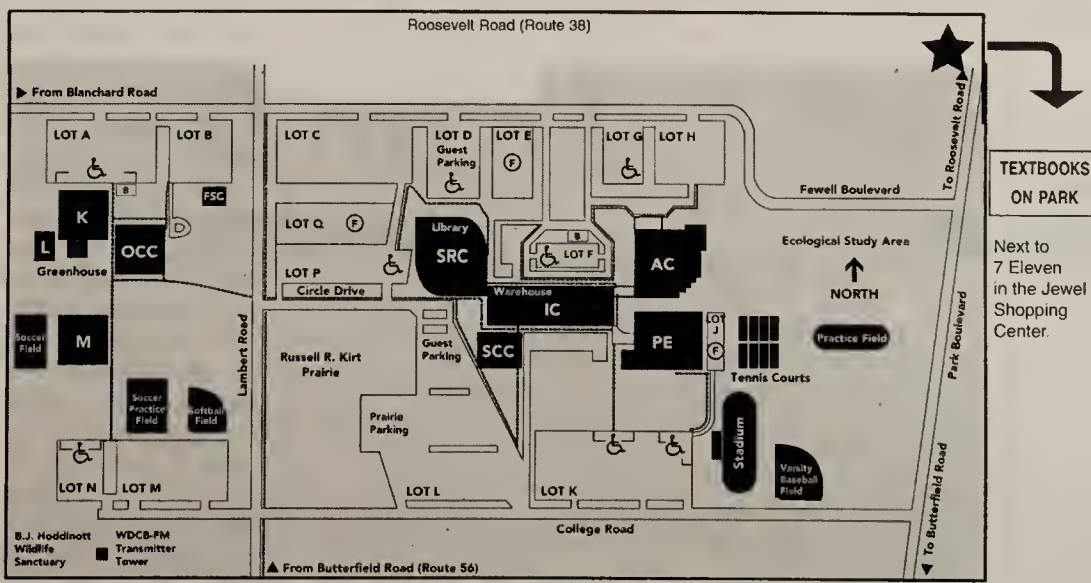 Roosevelt Road (Route 38)
From Blanchard Road
To Roosevelt Road
LOT A
LOT B
LOT C
LOT D
Guest
Parking
LOT E
F
LOT G
LOT H
TEXTBOOKS
ON PARK
Next to
7 Eleven
in the Jewel
Shopping
Center.
Fewell Boulevard
B
FSC
K
L
OCC
D
Greenhouse
LOT Q
F
Library
SRC
B
LOT F
AC
Ecological Study Area
NORTH
LOT P
Circle Drive
Warehouse
IC
Soccer
Field
M
Lambert Road
Guest
Parking
SCC
PE
LOT
J
F
Tennis Courts
Practice Field
Park Boulevard
Russell R. Kirt
Prairie
Soccer
Practice
Field
Softball
Field
Prairie
Parking
Stadium
Varsity
Baseball
Field
LOT N
LOT M
LOT L
LOT K
College Road
To Butterfield Road
B.J. Hoddinott
Wildlife
Sanctuary
WDCB-FM
Transmitter
Tower
From Butterfield Road (Route 56)